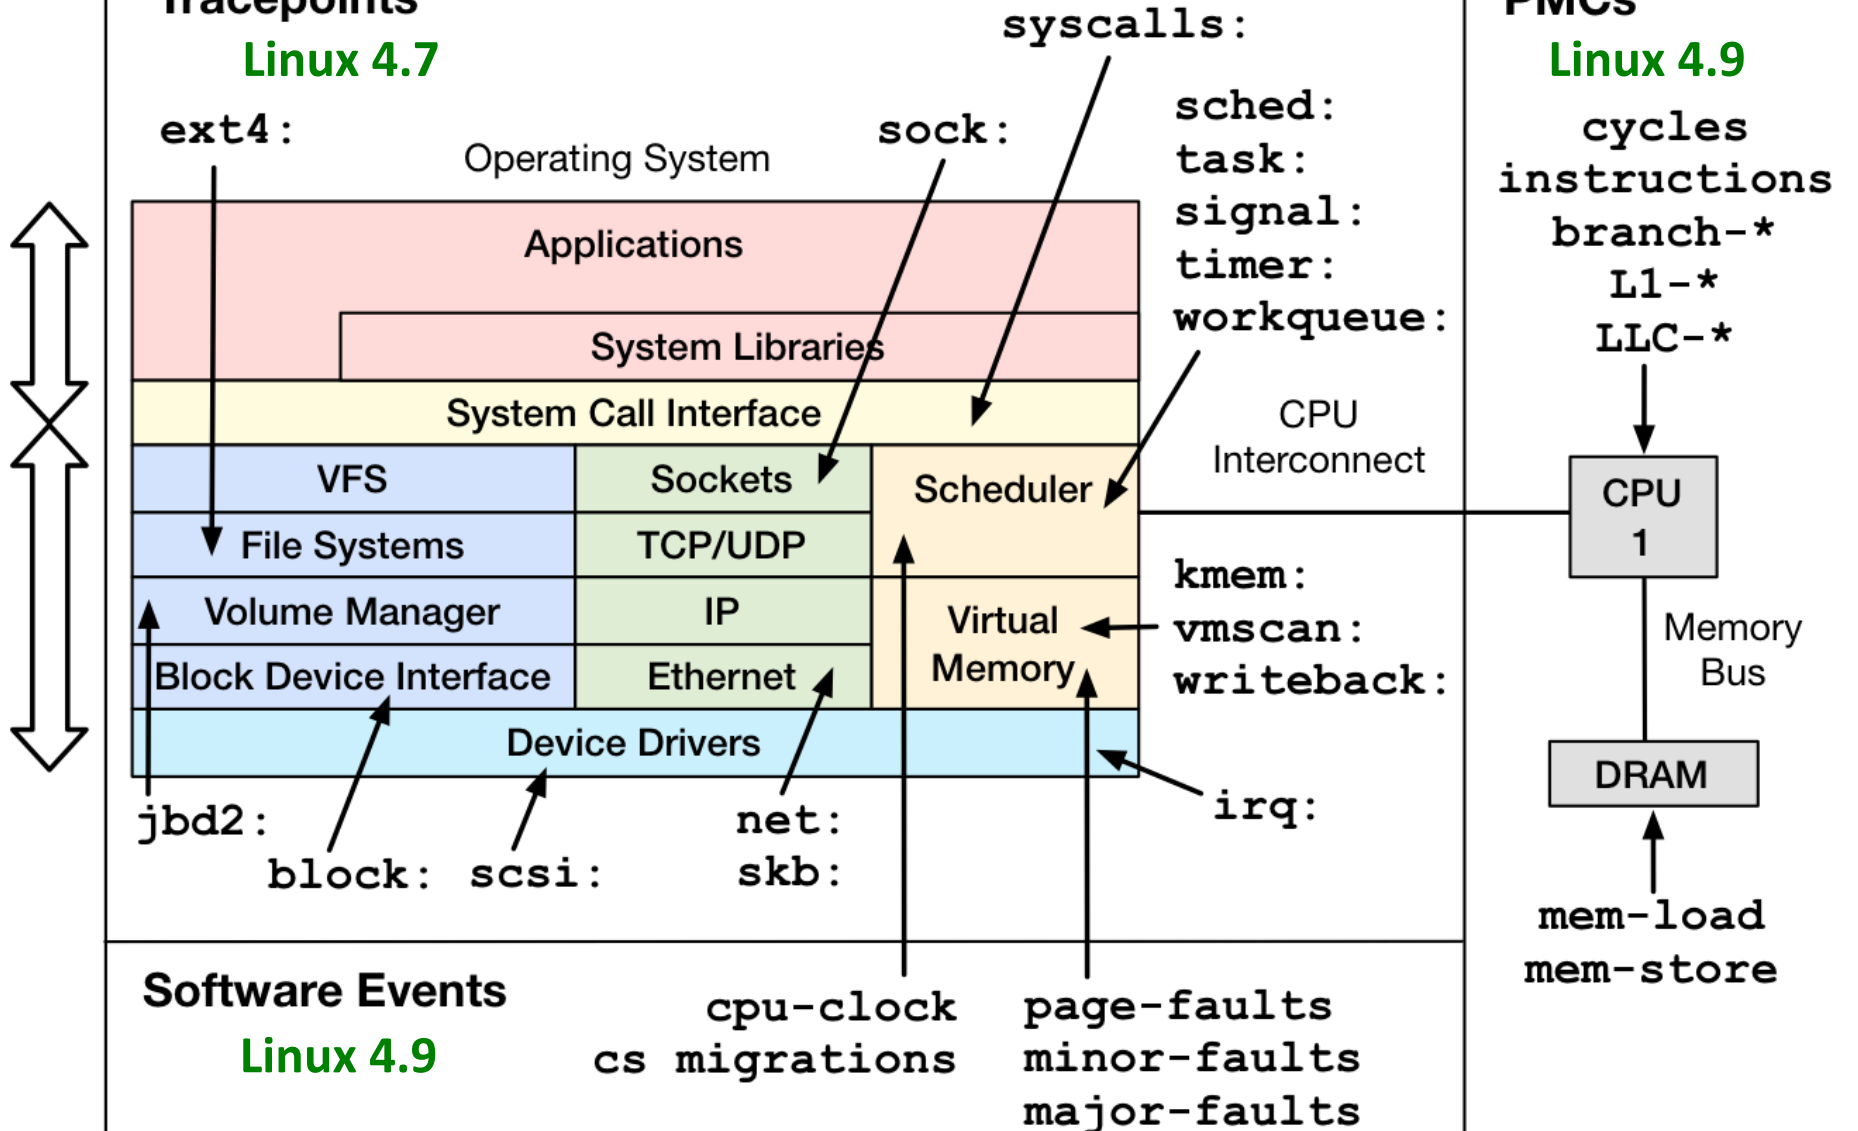 Tracepoints
Linux 4.7
syscalls:
PMCs
Linux 4.9
ext4:
Operating System
sock:
sched:
task:
signal:
timer:
workqueue:
cycles
instructions
branch-*
L1-*
LLC-*
Applications
System Libraries
System Call Interface
CPU
Interconnect
VFS
Sockets
Scheduler
CPU
1
File Systems
TCP/UDP
Volume Manager
IP
Virtual
Memory
kmem:
vmscan:
writeback:
Memory
Bus
Block Device Interface
Ethernet
Device Drivers
DRAM
jbd2:
block:
scsi:
net:
skb:
irq:
mem-load
mem-store
Software Events
Linux 4.9
cpu-clock
cs migrations
page-faults
minor-faults
major-faults